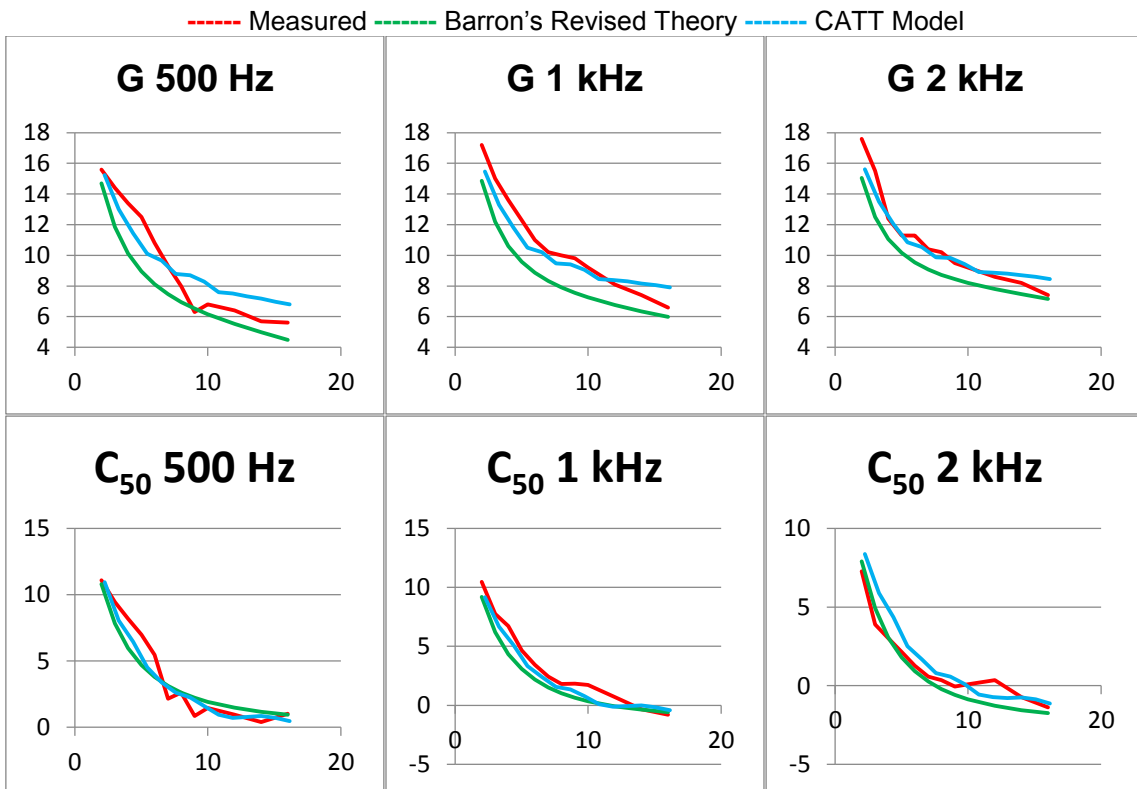 Measured Barron's Revised Theory CATT Model
G 500 Hz G 1 kHz G 2 kHz
18 18 18
16 16 16
14 14 14
12 12 12
10 10 10
8 8 8
6 6 6
4 4 4
0 10 20 0 10 20 0 10 20
C₅₀ 500 Hz C₅₀ 1 kHz C₅₀ 2 kHz
15 15 10
10 10 5
5 5 0
0 0 -5
-5
0 10 20 0 10 20 0 10 20